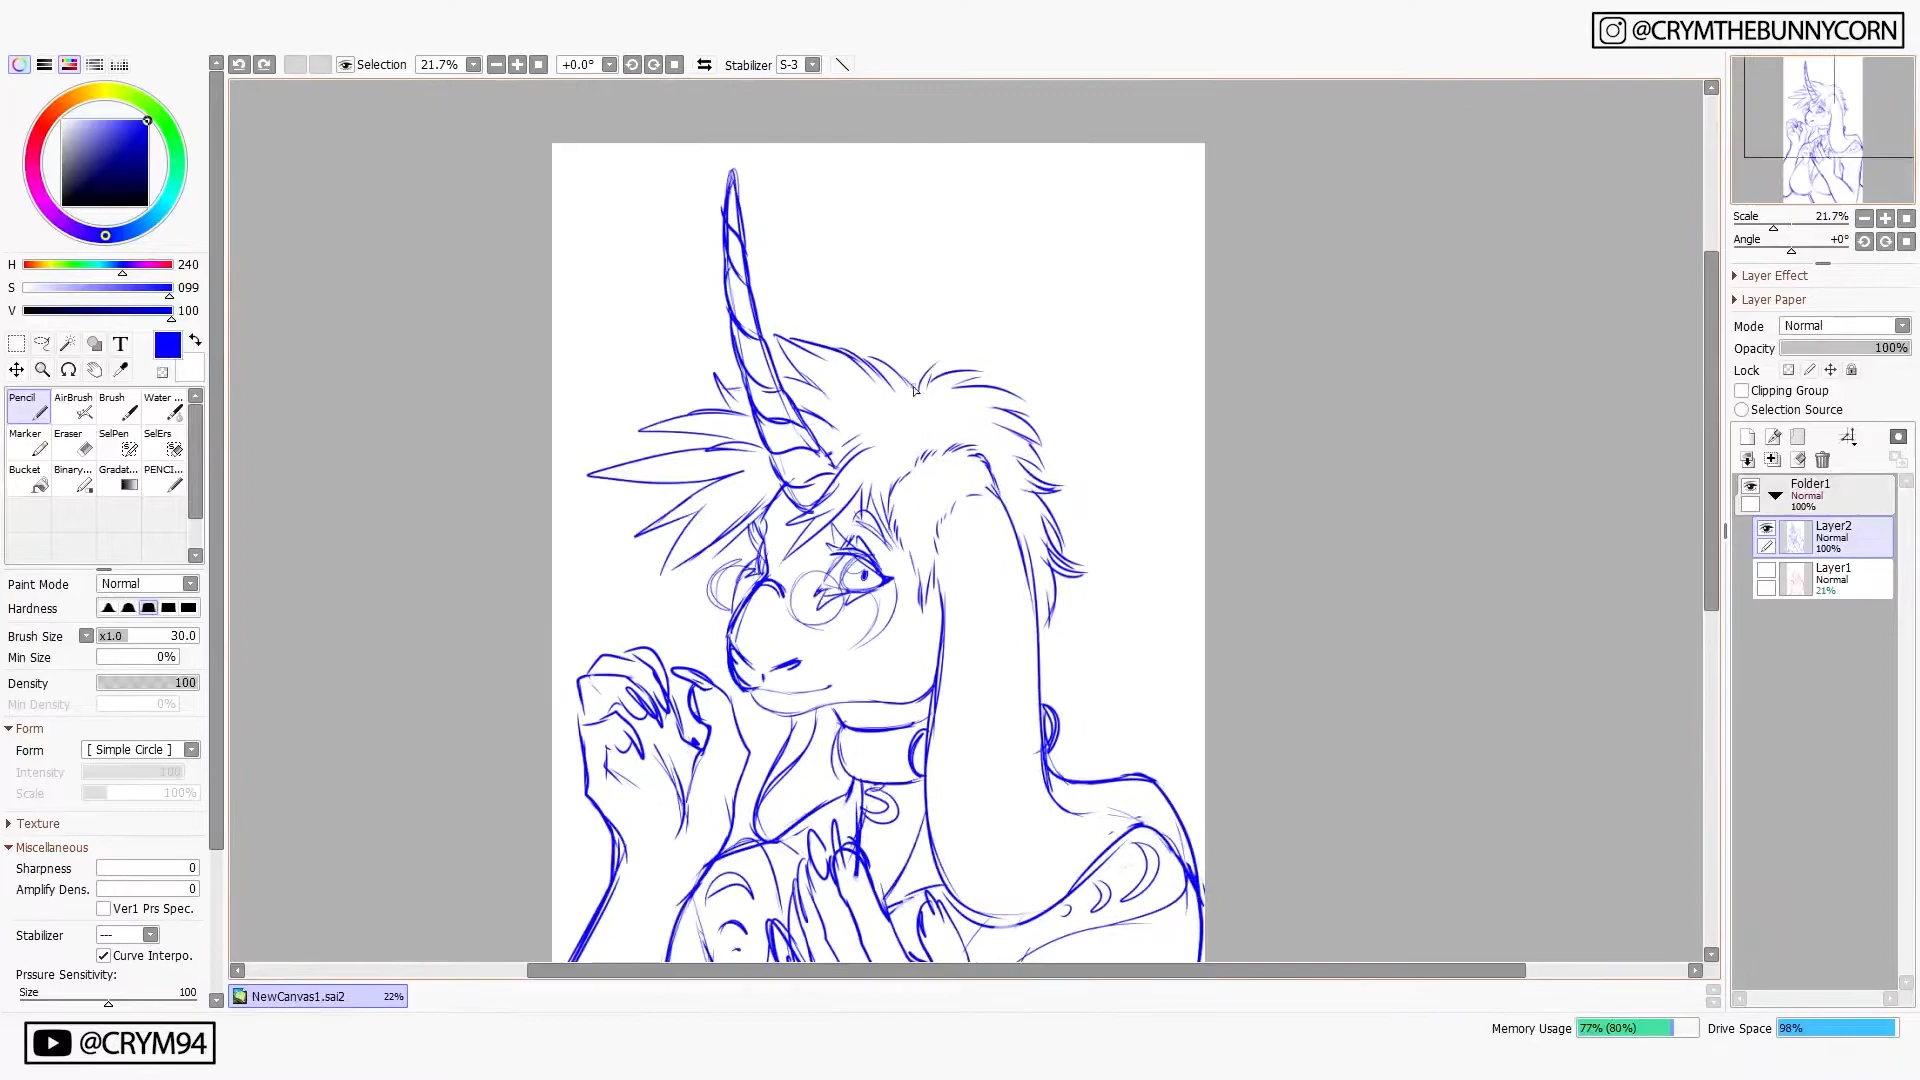 @CRYMTHEBUNNYCORN
Selection
21.7%
+0.0°
Stabilizer
S-3
H
240
S
099
V
100
T
Pencil
AirBrush
Brush
Water ...
Marker
Eraser
SelPen
SelErs
Bucket
Binary...
Gradat...
PENCI...
Paint Mode
Normal
Hardness
Brush Size
x1.0
30.0
Min Size
0%
Density
100
Min Density
0%
Form
Form
[ Simple Circle ]
Intensity
100
Scale
100%
Texture
Miscellaneous
Sharpness
0
Amplify Dens.
0
Ver1 Prs Spec.
Stabilizer
---
Curve Interpo.
Prssure Sensitivity:
Size
100
NewCanvas1.sai2
22%
Scale
21.7%
Angle
+0°
Layer Effect
Layer Paper
Mode
Normal
Opacity
100%
Lock
Clipping Group
Selection Source
Folder1
Normal
100%
Layer2
Normal
100%
Layer1
Normal
21%
@CRYM94
Memory Usage
77% (80%)
Drive Space
98%